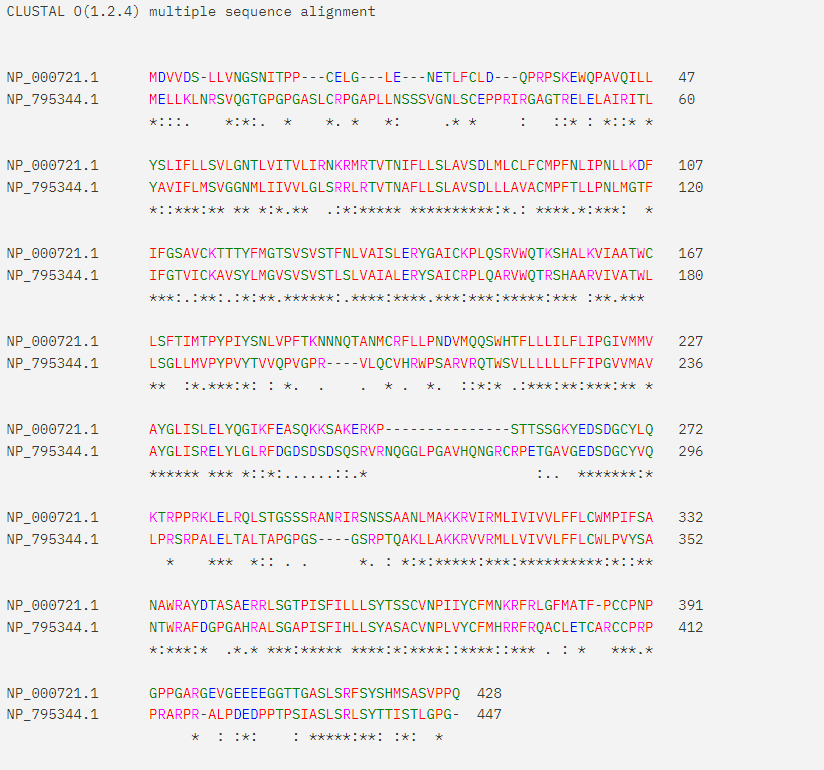 CLUSTAL O(1.2.4) multiple sequence alignment
NP_000721.1      MDVVDS-LLVNGSNITPP---CELG---LE---NETLFCLD---QPRPSKEWQPAVQILL   47
NP_795344.1      MELLKLNRSVQGTGPGPGASLCRPGAPLLNSSSVGNLSCEPPRIRGAGTRELELAIRITL   60
                 *:::.    *:*:.  *    *. *   *:     .* *     :   ::* : *::* *
NP_000721.1      YSLIFLLSVLGNTLVITVLIRNKRMRTVTNIFLLSLAVSDLMLCLFCMPFNLIPNLLKDF   107
NP_795344.1      YAVIFLMSVGGNMLIIVVLGLSRRLRTVTNAFLLSLAVSDLLLAVACMPFTLLPNLMGTF   120
                 *::***:** ** *:*.**  .:*:***** **********:*.: ****.*:***:  *
NP_000721.1      IFGSAVCKTTTYFMGTSVSVSTFNLVAISLERYGAICKPLQSRVWQTKSHALKVIAATWC   167
NP_795344.1      IFGTVICKAVSYLMGVSVSVSTLSLVAIALERYSAICRPLQARVWQTRSHAARVIVATWL   180
                 ***:.:**:.:*:**.******:.****:****.***:***:*****:*** :**.***
NP_000721.1      LSFTIMTPYPIYSNLVPFTKNNNQTANMCRFLLPNDVMQQSWHTFLLLILFLIPGIVMMV   227
NP_795344.1      LSGLLMVPYPVYTVVQPVGPR----VLQCVHRWPSARVRQTWSVLLLLLLFFIPGVVMAV   236
                 **  :*.***:*: : *.  .    .  * .  *.  ::*:* .:***:**:***:** *
NP_000721.1      AYGLISLELYQGIKFEASQKKSAKERKP---------------STTSSGKYEDSDGCYLQ   272
NP_795344.1      AYGLISRELYLGLRFDGDSDSDSQSRVRNQGGLPGAVHQNGRCRPETGAVGEDSDGCYVQ   296
                 ****** *** *::*:......::.*                    :..  *******:*
NP_000721.1      KTRPPRKLELRQLSTGSSSRANRIRSNSSAANLMAKKRVIRMLIVIVVLFFLCWMPIFSA   332
NP_795344.1      LPRSRPALELTALTAPGPGS----GSRPTQAKLLAKKRVVRMLLVIVVLFFLCWLPVYSA   352
                   *    ***  *:: . .      *. : *:*:*****:***:**********:*::**
NP_000721.1      NAWRAYDTASAERRLSGTPISFILLLSYTSSCVNPIIYCFMNKRFRLGFMATF-PCCPNP   391
NP_795344.1      NTWRAFDGPGAHRALSGAPISFIHLLSYASACVNPLVYCFMHRRFRQACLETCARCCPRP   412
                 *:***:*  .*.* ***:***** ****:*:****::****::*** . : *   ***.*
NP_000721.1      GPPGARGEVGEEEEGGTTGASLSRFSYSHMSASVPPQ  428
NP_795344.1      PRARPR-ALPDEDPPTPSIASLSRLSYTTISTLGPG-  447
                      *  : :*:    : *****:**: :*:  *